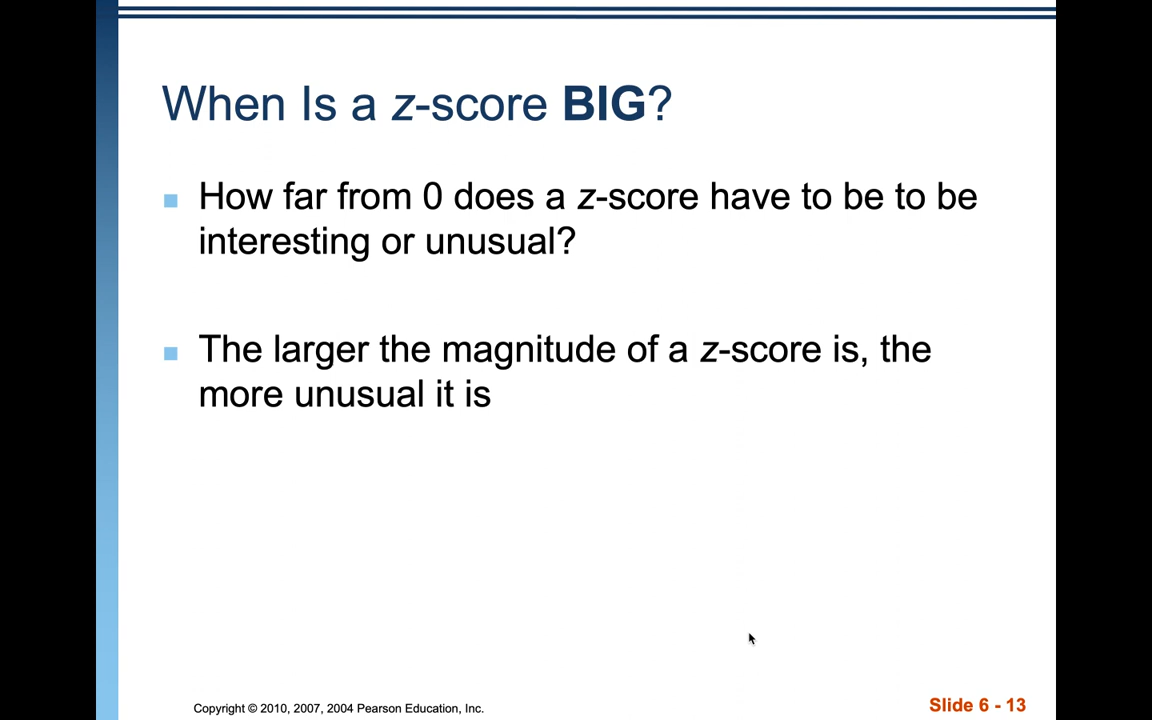 When Is a z-score BIG?
How far from 0 does a z-score have to be to be
interesting or unusual?
The larger the magnitude of a z-score is, the
more unusual it is
Copyright © 2010, 2007, 2004 Pearson Education, Inc.
Slide 6 - 13